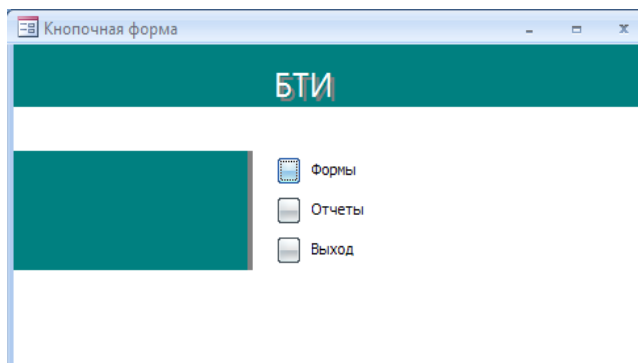 Кнопочная форма
БТИ
Формы
Отчеты
Выход